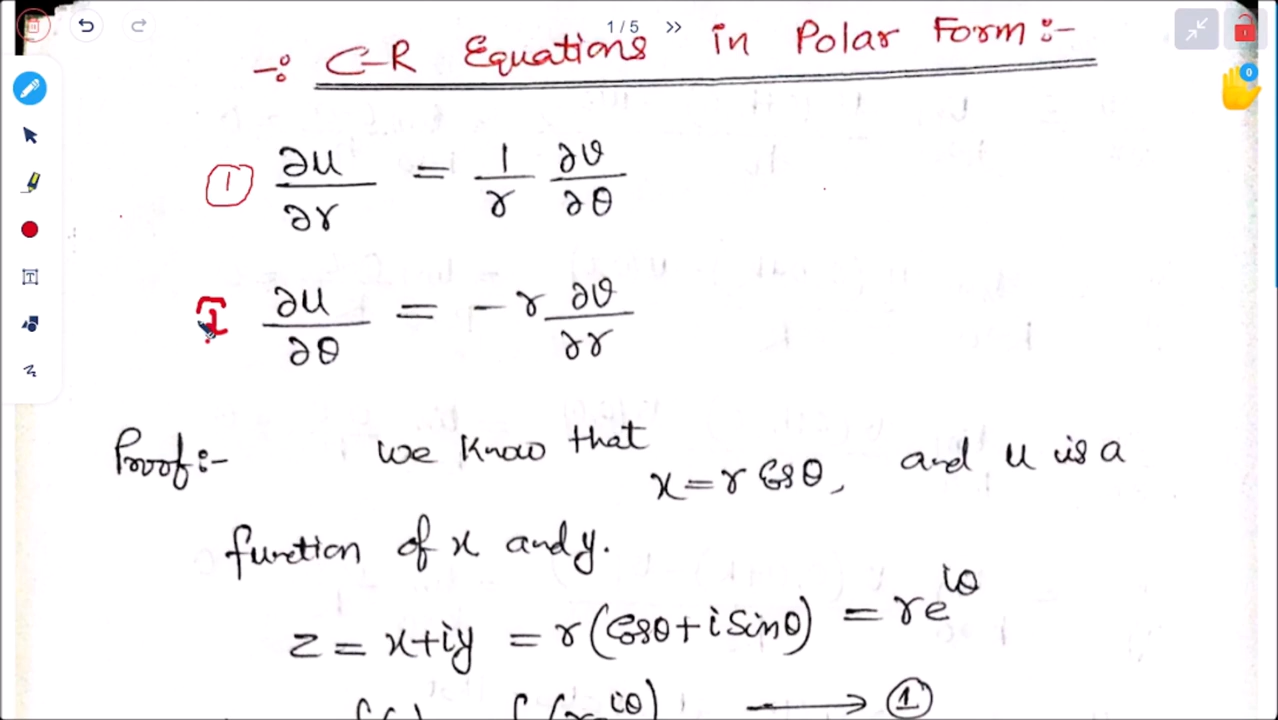 1/5 >>
-: C-R Equations in Polar Form :-
① ∂u/∂r = 1/r ∂v/∂θ
2 ∂u/∂θ = -r ∂v/∂r
Proof:- we know that x = r cosθ, and u is a
function of x and y.
z = x+iy = r(cosθ+i sinθ) = re^{iθ}
①